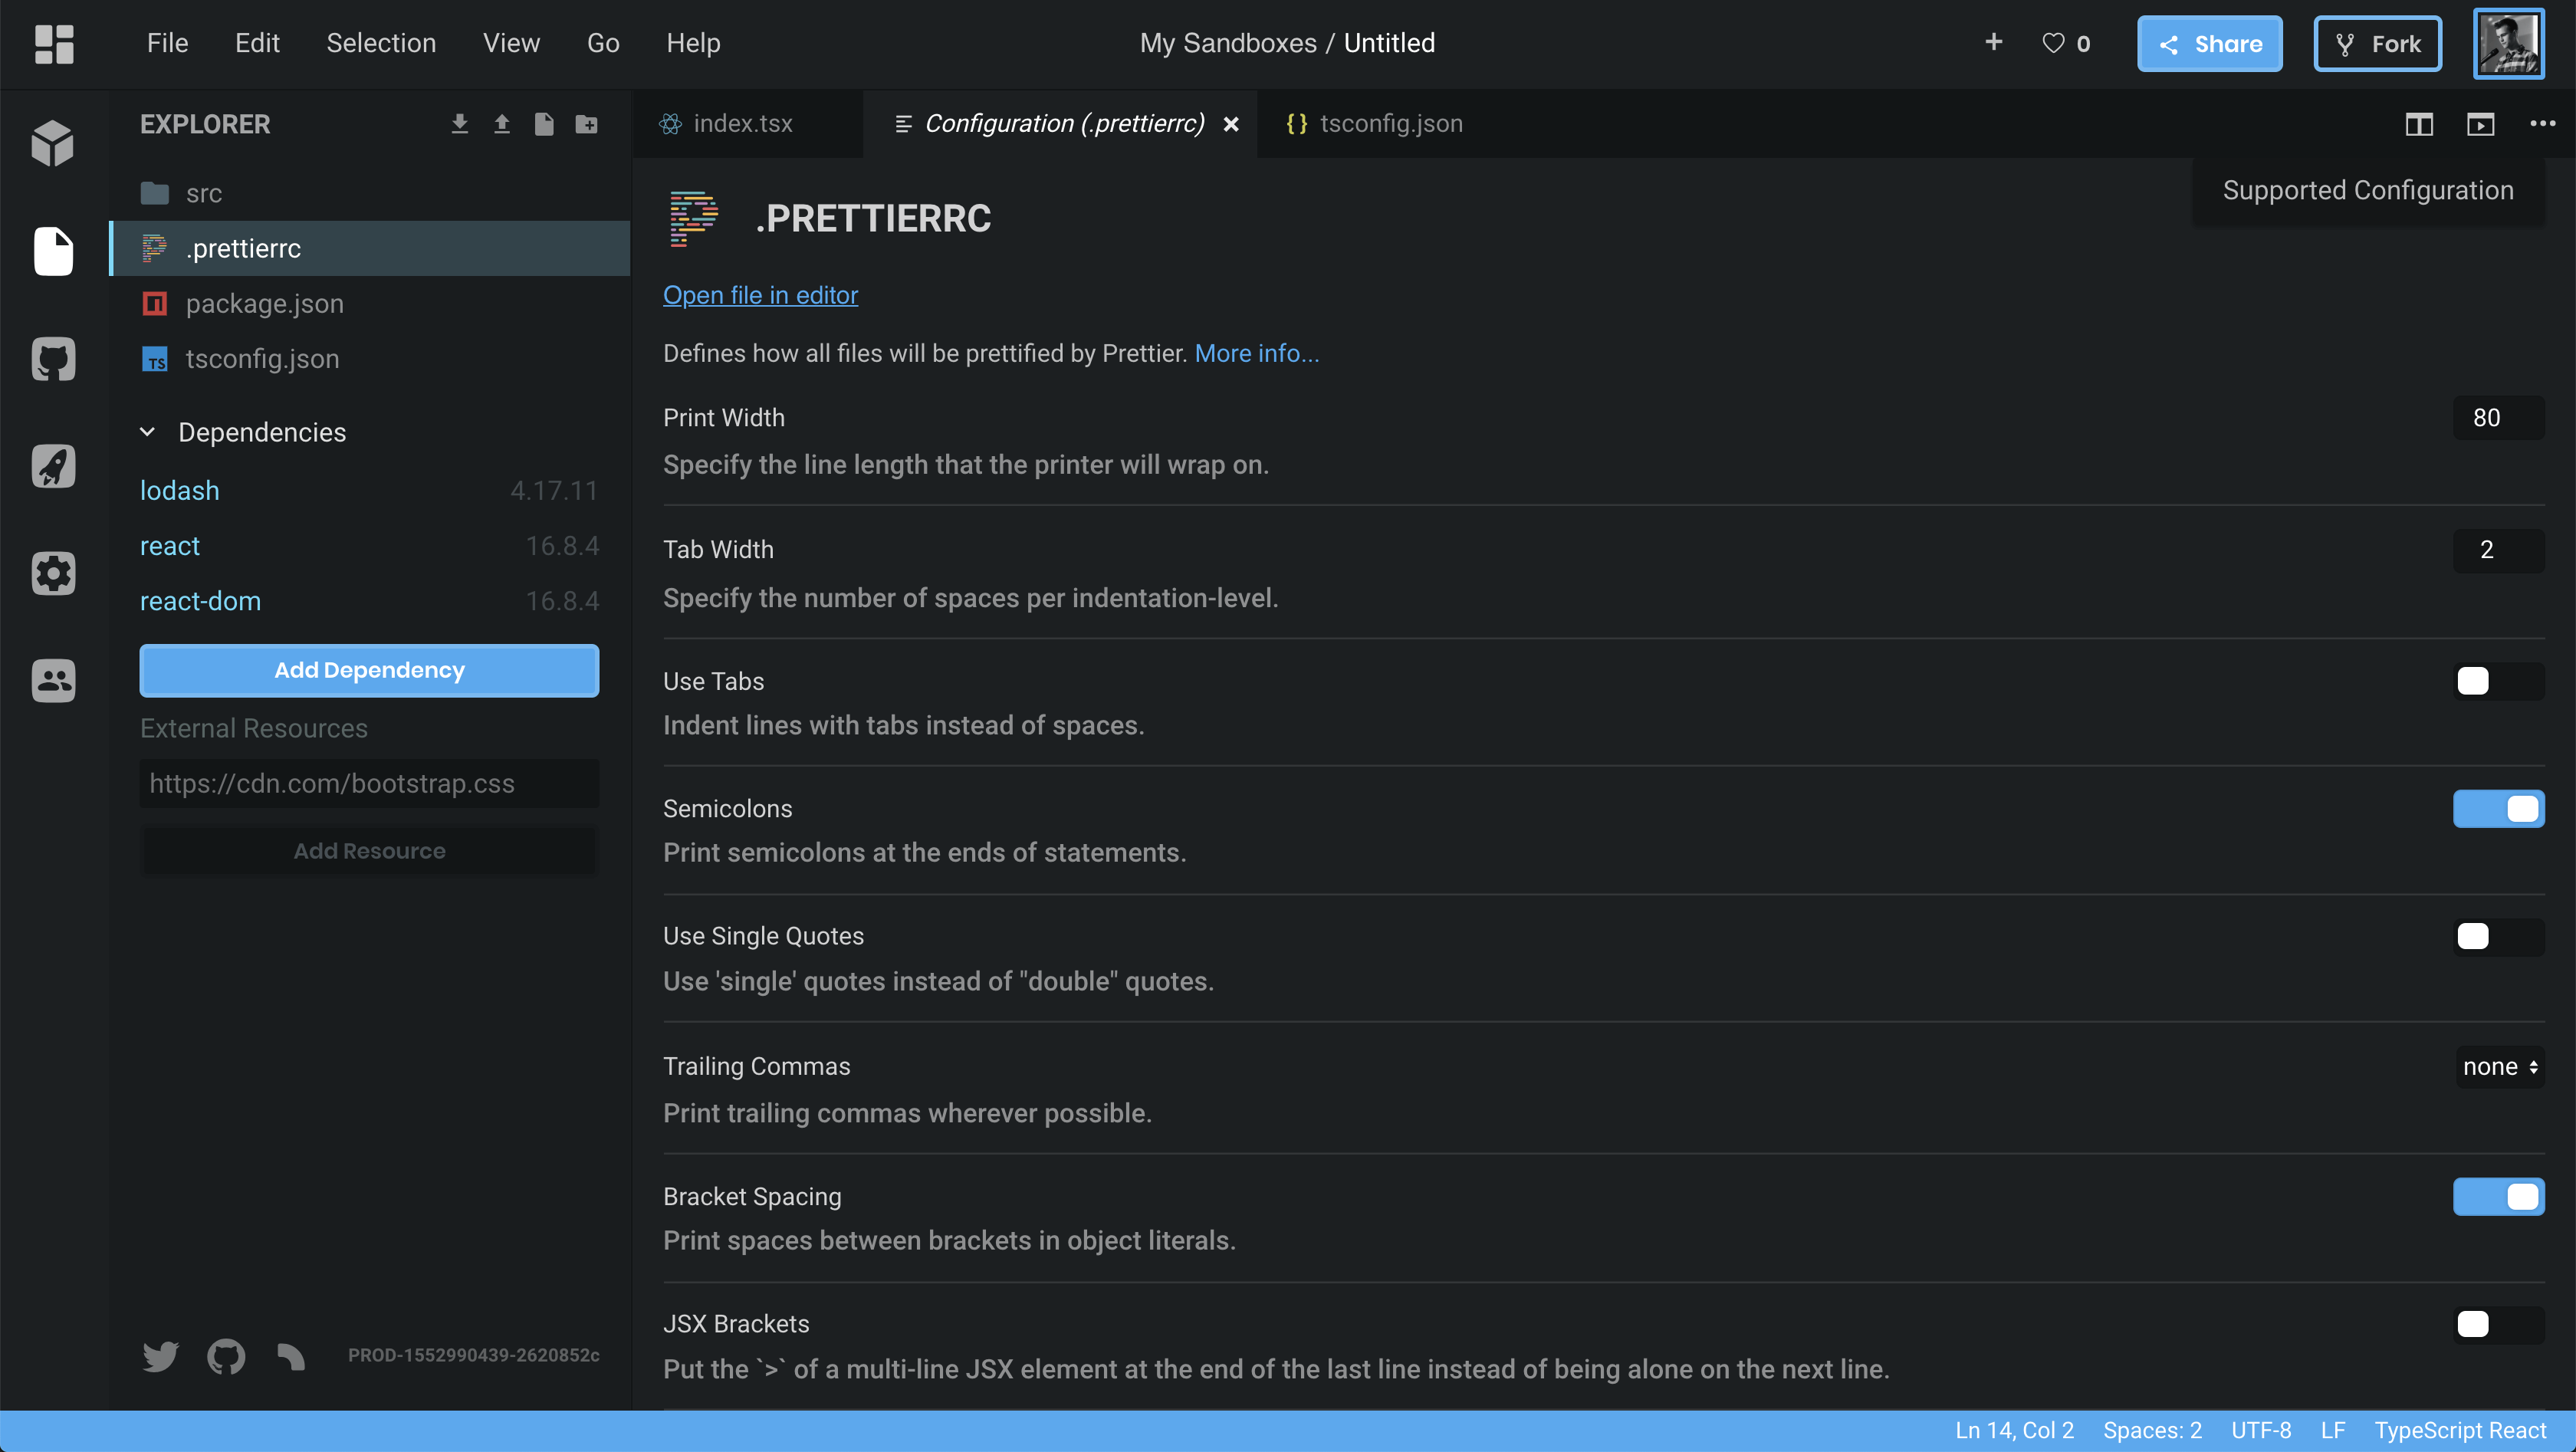 File Edit Selection View Go Help
My Sandboxes / Untitled
0
Share
Fork
EXPLORER
src
.prettierrc
package.json
TS tsconfig.json
Dependencies
lodash 4.17.11
react 16.8.4
react-dom 16.8.4
Add Dependency
External Resources
https://cdn.com/bootstrap.css
Add Resource
PROD-1552990439-2620852c
index.tsx
Configuration (.prettierrc)
{ } tsconfig.json
Supported Configuration
.PRETTIERRC
Open file in editor
Defines how all files will be prettified by Prettier. More info...
Print Width 80
Specify the line length that the printer will wrap on.
Tab Width 2
Specify the number of spaces per indentation-level.
Use Tabs
Indent lines with tabs instead of spaces.
Semicolons
Print semicolons at the ends of statements.
Use Single Quotes
Use 'single' quotes instead of "double" quotes.
Trailing Commas none
Print trailing commas wherever possible.
Bracket Spacing
Print spaces between brackets in object literals.
JSX Brackets
Put the `>` of a multi-line JSX element at the end of the last line instead of being alone on the next line.
Ln 14, Col 2 Spaces: 2 UTF-8 LF TypeScript React